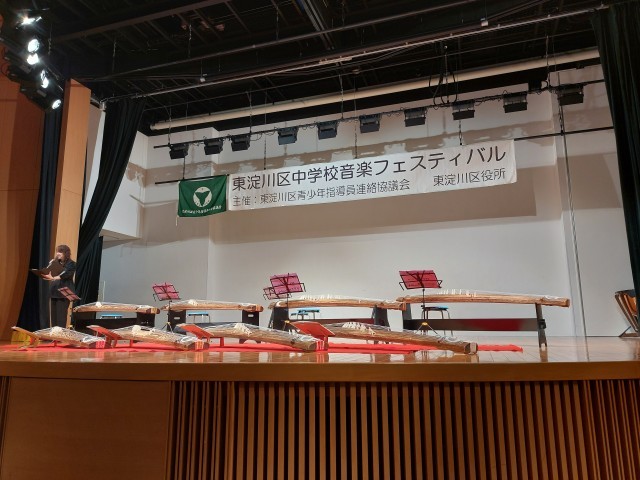 東淀川区中学校音楽フェスティバル
主催：東淀川区青少年指導員連絡協議会　東淀川区役所